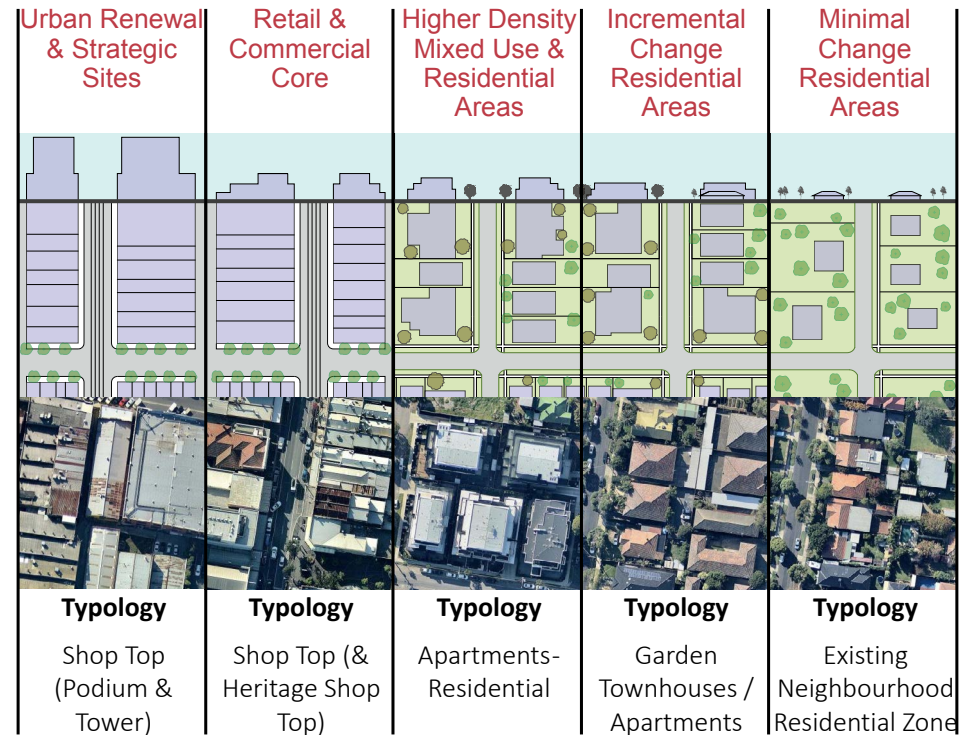 Urban Renewal
& Strategic
Sites
Retail &
Commercial
Core
Higher Density
Mixed Use &
Residential
Areas
Incremental
Change
Residential
Areas
Minimal
Change
Residential
Areas
Typology
Shop Top
(Podium &
Tower)
Typology
Shop Top (&
Heritage Shop
Top)
Typology
Apartments-
Residential
Typology
Garden
Townhouses /
Apartments
Typology
Existing
Neighbourhood
Residential Zone